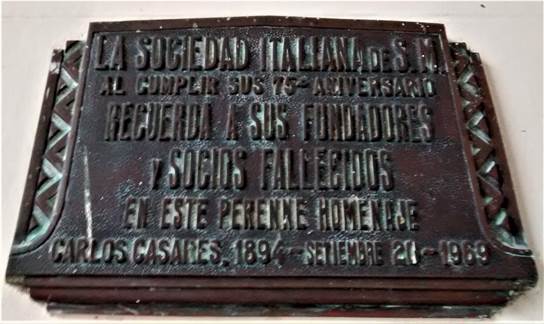 LA SOCIEDAD ITALIANA DE S.M.
AL CUMPLIR SUS 75º ANIVERSARIO
RECUERDA A SUS FUNDADORES
Y SOCIOS FALLECIDOS
EN ESTE PERENNE HOMENAJE
CARLOS CASARES, 1894 - SETIEMBRE 20 - 1969